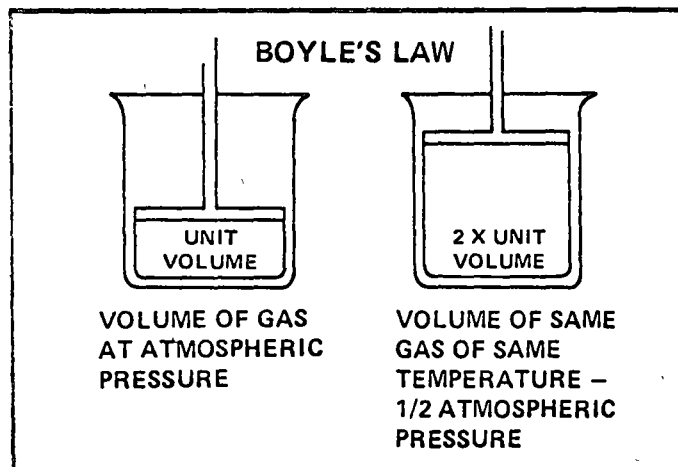 BOYLE'S LAW
UNIT
VOLUME
2 X UNIT
VOLUME
VOLUME OF GAS
AT ATMOSPHERIC
PRESSURE
VOLUME OF SAME
GAS OF SAME
TEMPERATURE –
1/2 ATMOSPHERIC
PRESSURE